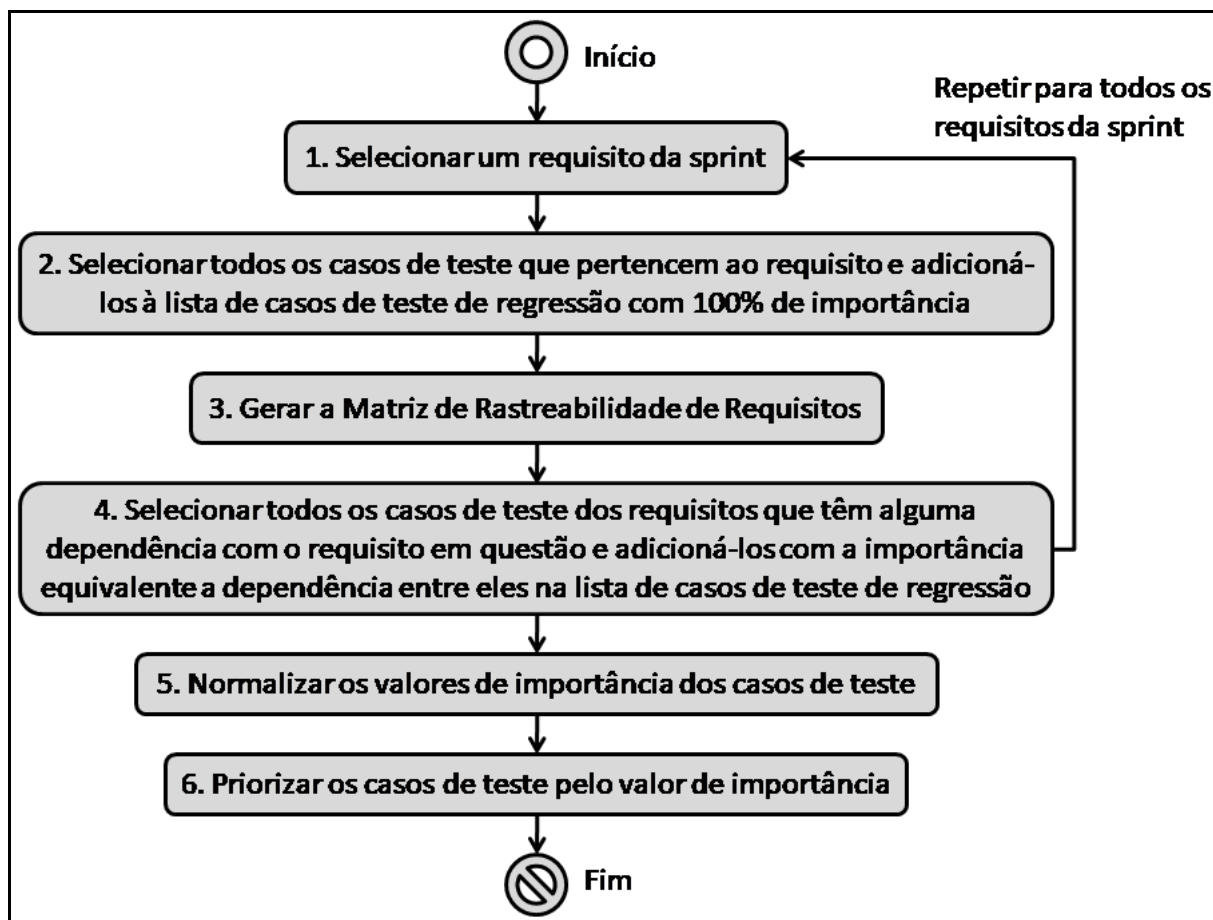 Início
Repetir para todos os
requisitos da sprint
1. Selecionar um requisito da sprint
2. Selecionar todos os casos de teste que pertencem ao requisito e adicioná-
los à lista de casos de teste de regressão com 100% de importância
3. Gerar a Matriz de Rastreabilidade de Requisitos
4. Selecionar todos os casos de teste dos requisitos que têm alguma
dependência com o requisito em questão e adicioná-los com a importância
equivalente a dependência entre eles na lista de casos de teste de regressão
5. Normalizar os valores de importância dos casos de teste
6. Priorizar os casos de teste pelo valor de importância
Fim